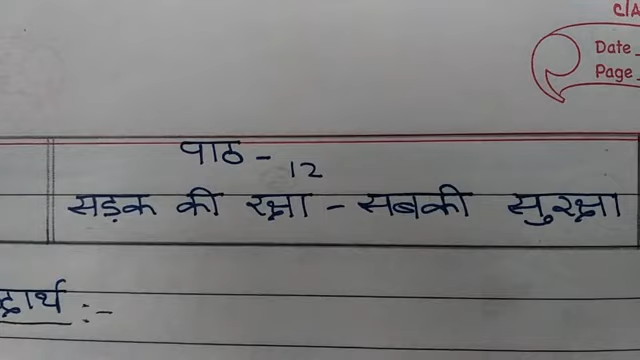 Date
Page
पाठ - 12
सड़क की रक्षा - सबकी सुरक्षा